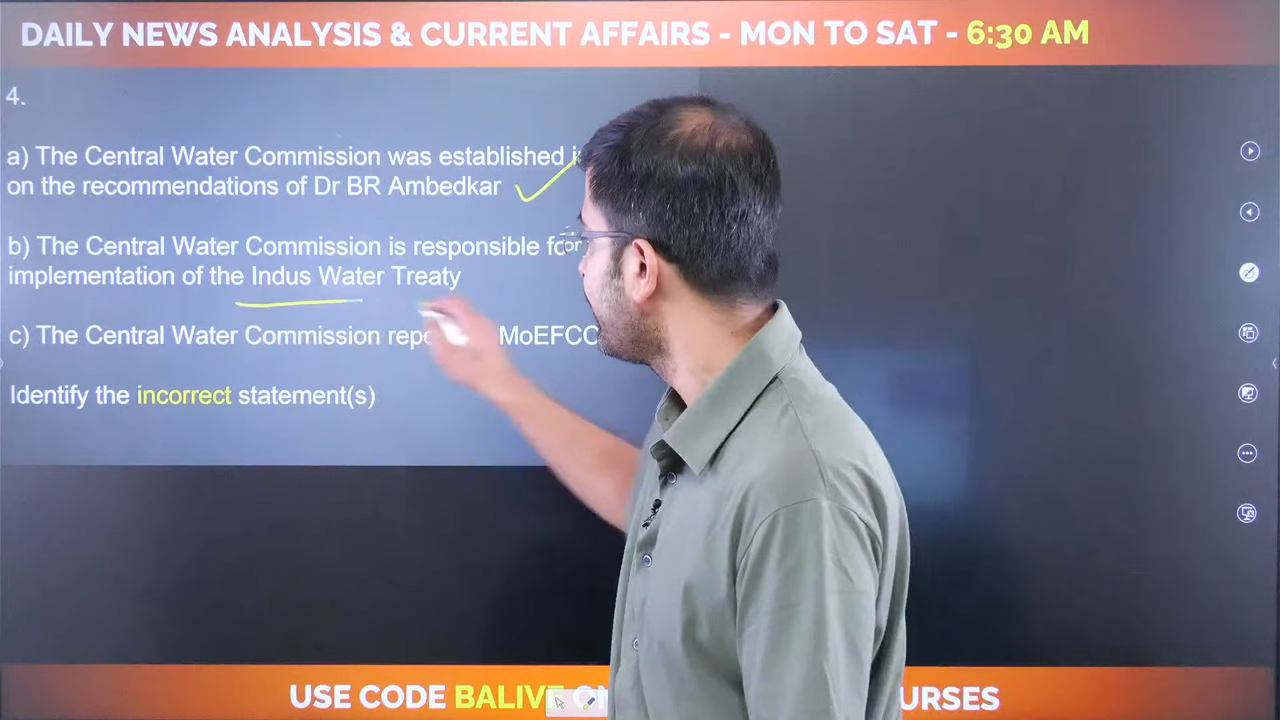 DAILY NEWS ANALYSIS & CURRENT AFFAIRS - MON TO SAT - 6:30 AM
4.
a) The Central Water Commission was established
on the recommendations of Dr BR Ambedkar
b) The Central Water Commission is responsible for
implementation of the Indus Water Treaty
c) The Central Water Commission MoEFCC
Identify the incorrect statement(s)
USE CODE BALIVE